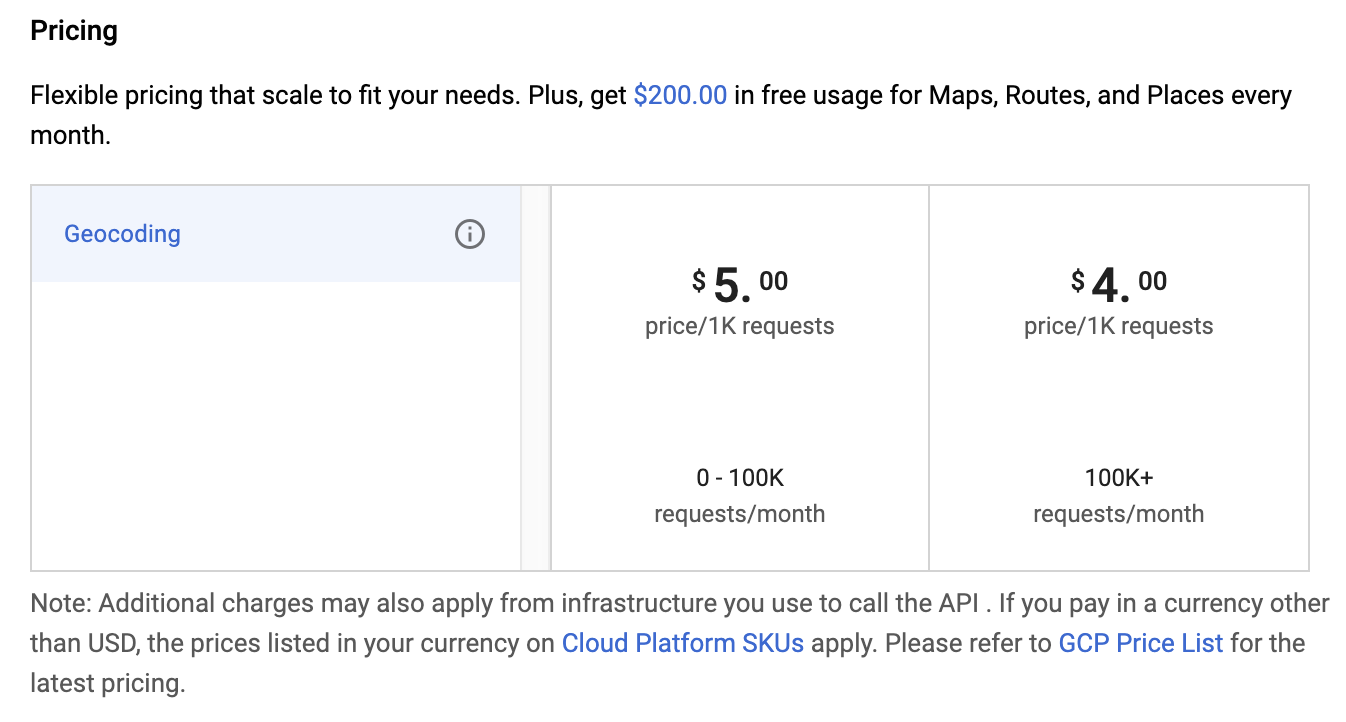 Pricing
Flexible pricing that scale to fit your needs. Plus, get $200.00 in free usage for Maps, Routes, and Places every
month.
Geocoding
$ 5. 00
price/1K requests
0 - 100K
requests/month
$ 4. 00
price/1K requests
100K+
requests/month
Note: Additional charges may also apply from infrastructure you use to call the API . If you pay in a currency other
than USD, the prices listed in your currency on Cloud Platform SKUs apply. Please refer to GCP Price List for the
latest pricing.